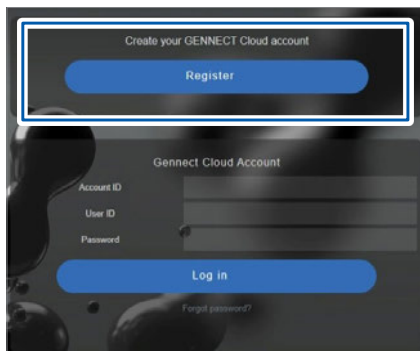 Create your GENNECT Cloud account
Register
Gennect Cloud Account
Account ID
User ID
Password
Log in
Forgot password?